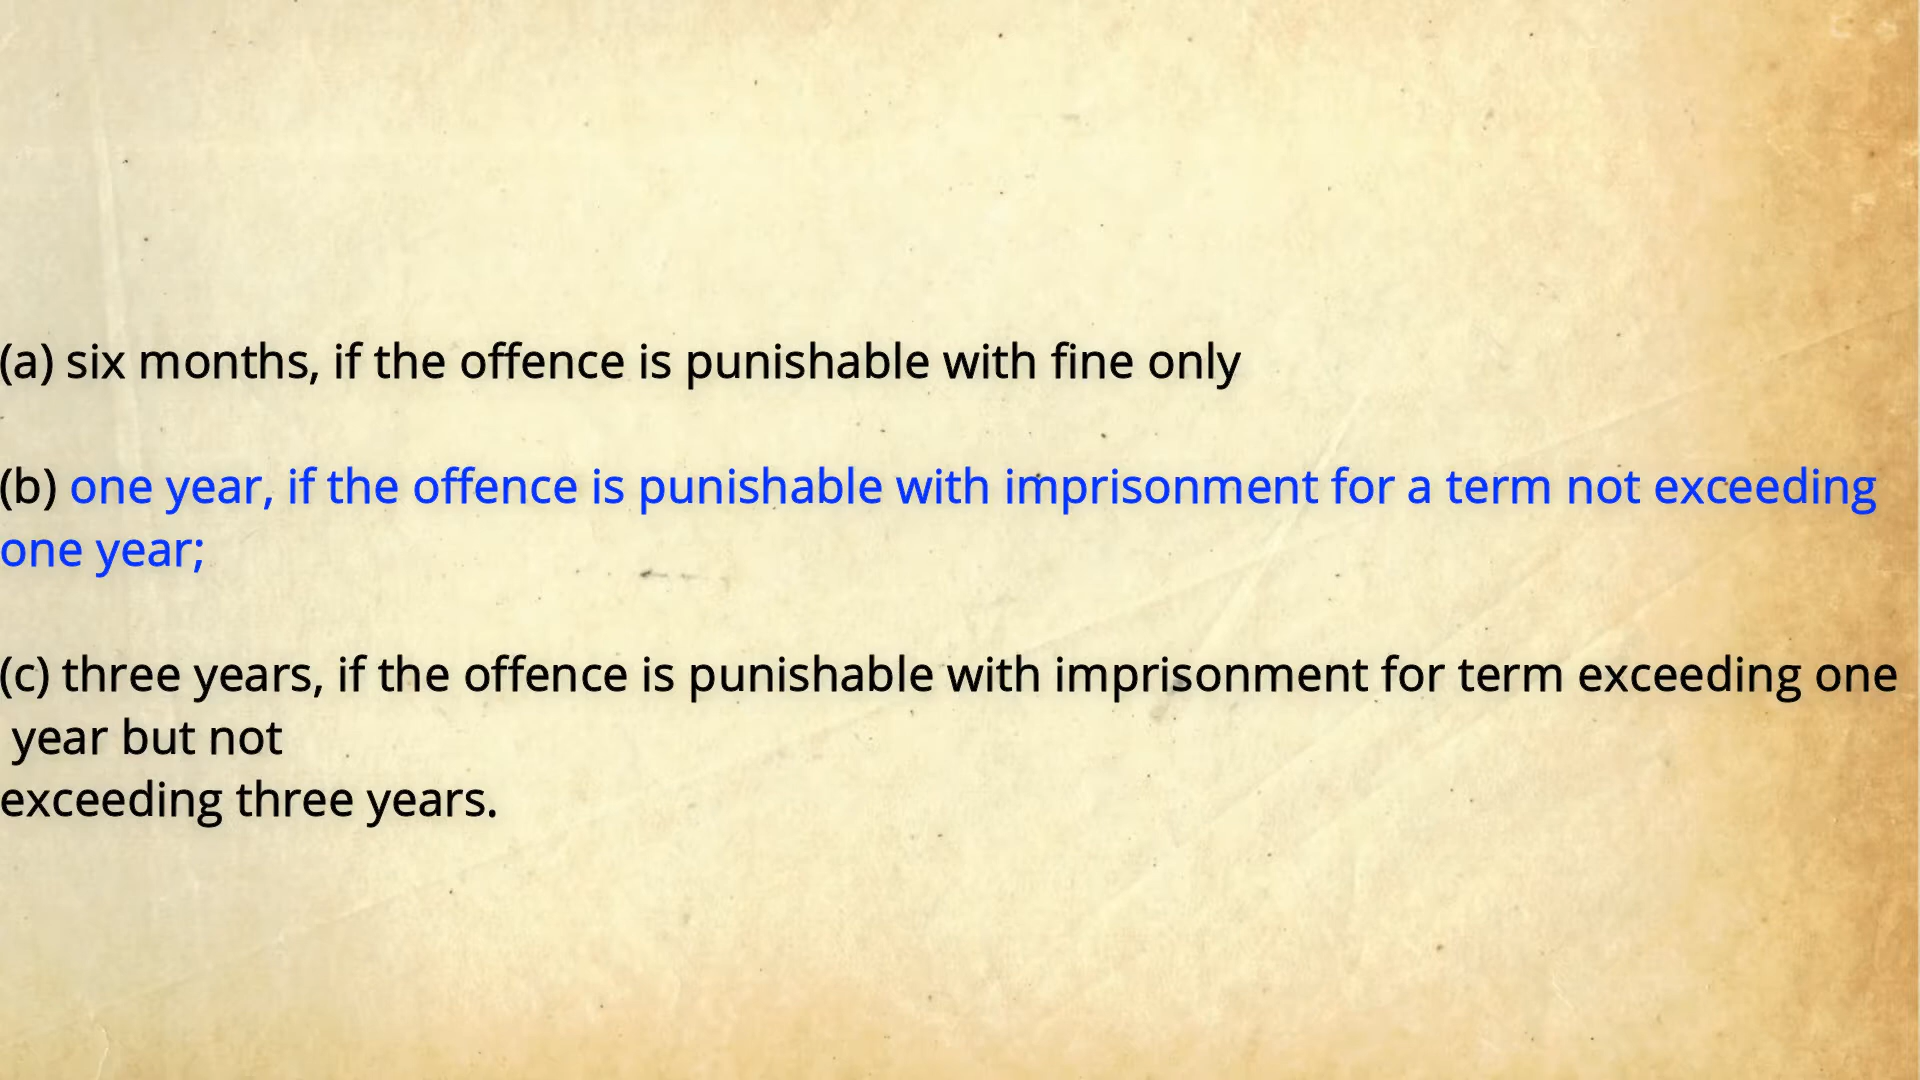 (a) six months, if the offence is punishable with fine only
(b) one year, if the offence is punishable with imprisonment for a term not exceeding
one year;
(c) three years, if the offence is punishable with imprisonment for term exceeding one
year but not
exceeding three years.